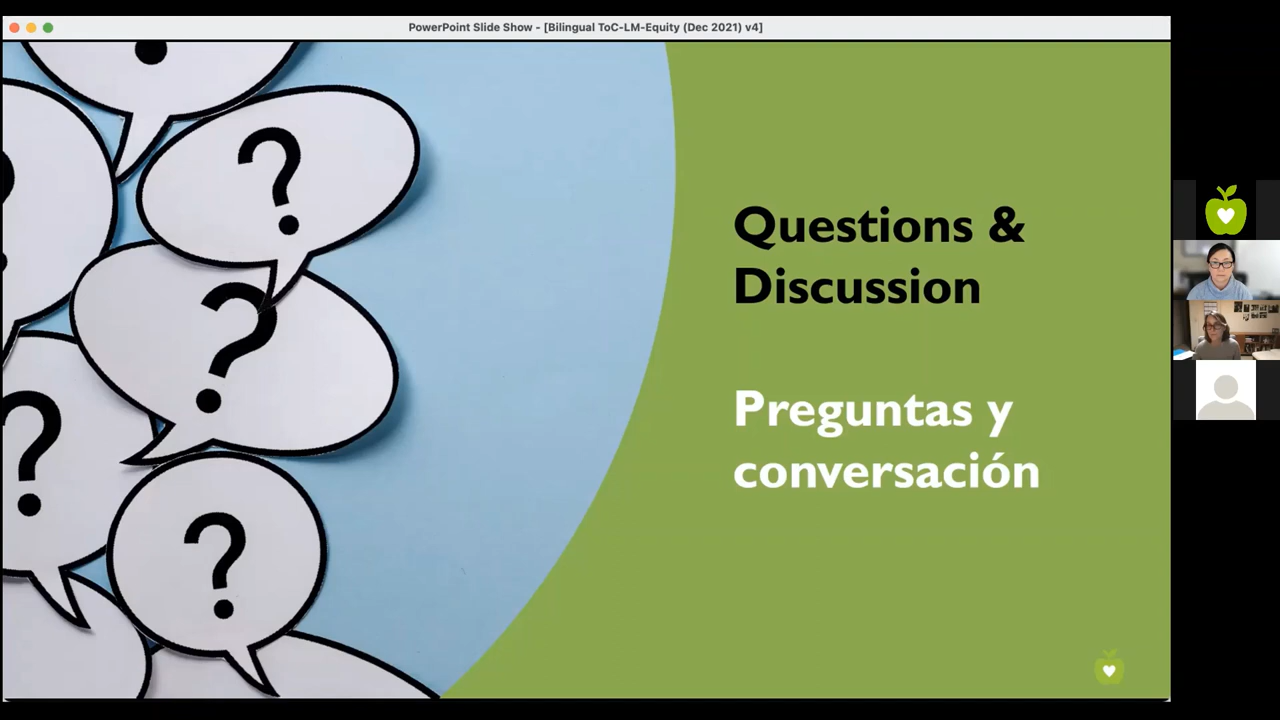 PowerPoint Slide Show - [Bilingual ToC-LM-Equity (Dec 2021) v4]
?
?
?
?
Questions &
Discussion
Preguntas y
conversación